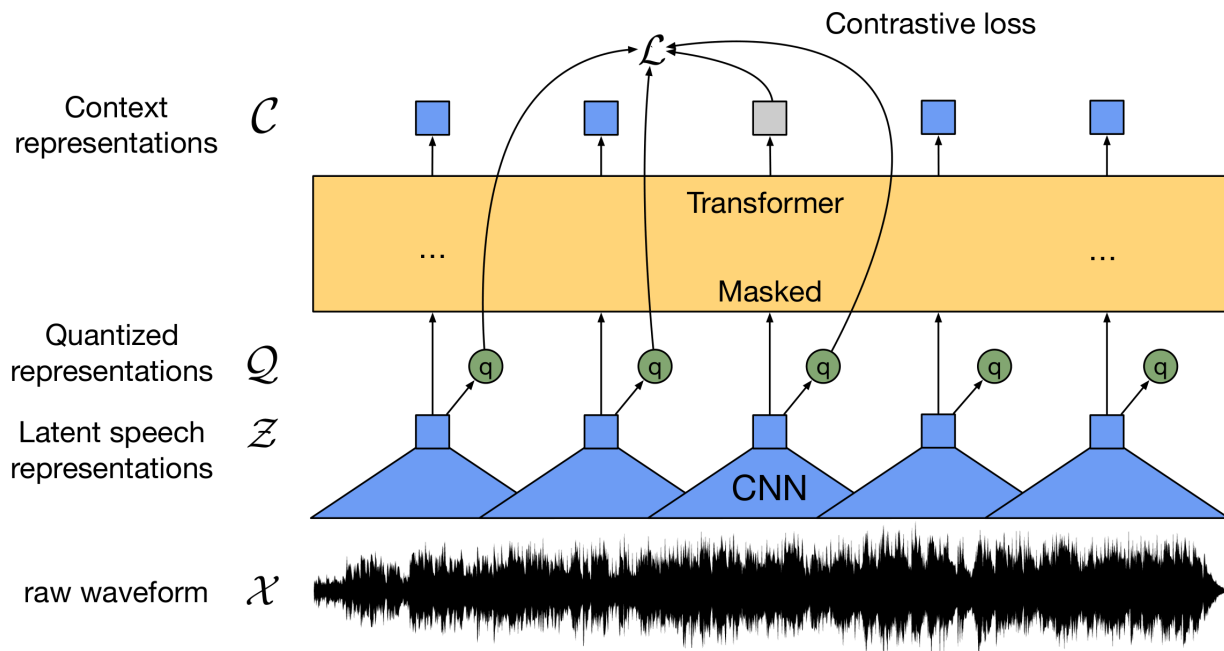 Contrastive loss
ℒ
Context
representations
𝒞
Transformer
...
...
Masked
Quantized
representations
𝒬
q
q
q
q
q
Latent speech
representations
𝒵
CNN
raw waveform
𝒳